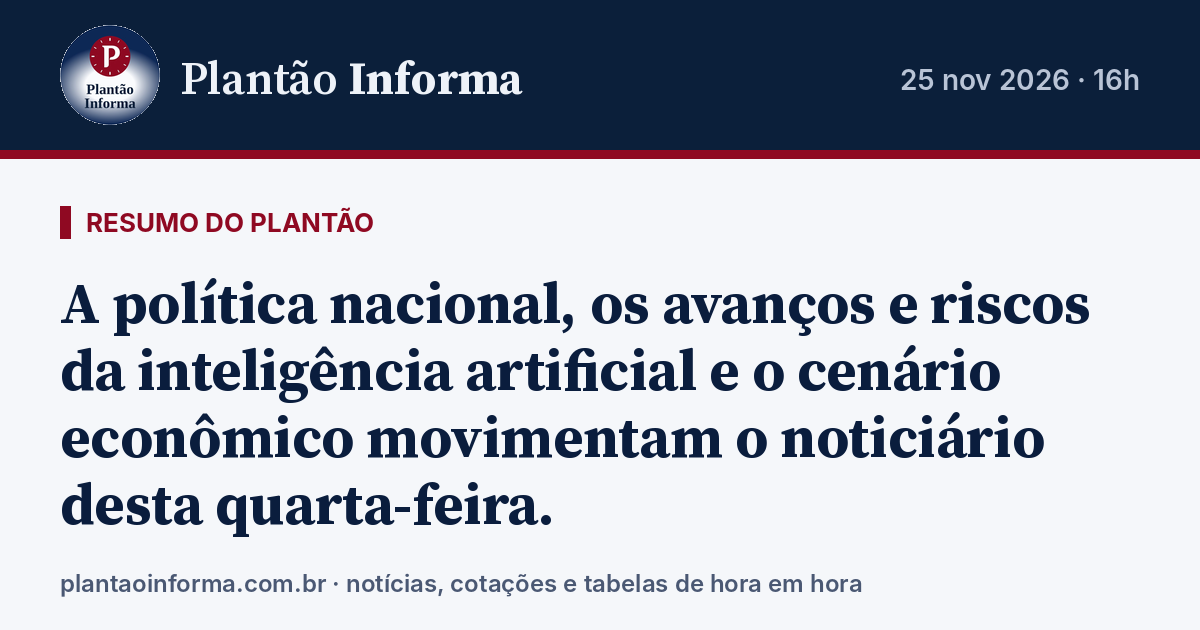 P
Plantão
Informa
Plantão Informa
25 nov 2026 · 16h
RESUMO DO PLANTÃO
A política nacional, os avanços e riscos
da inteligência artificial e o cenário
econômico movimentam o noticiário
desta quarta-feira.
plantaoinforma.com.br · notícias, cotações e tabelas de hora em hora